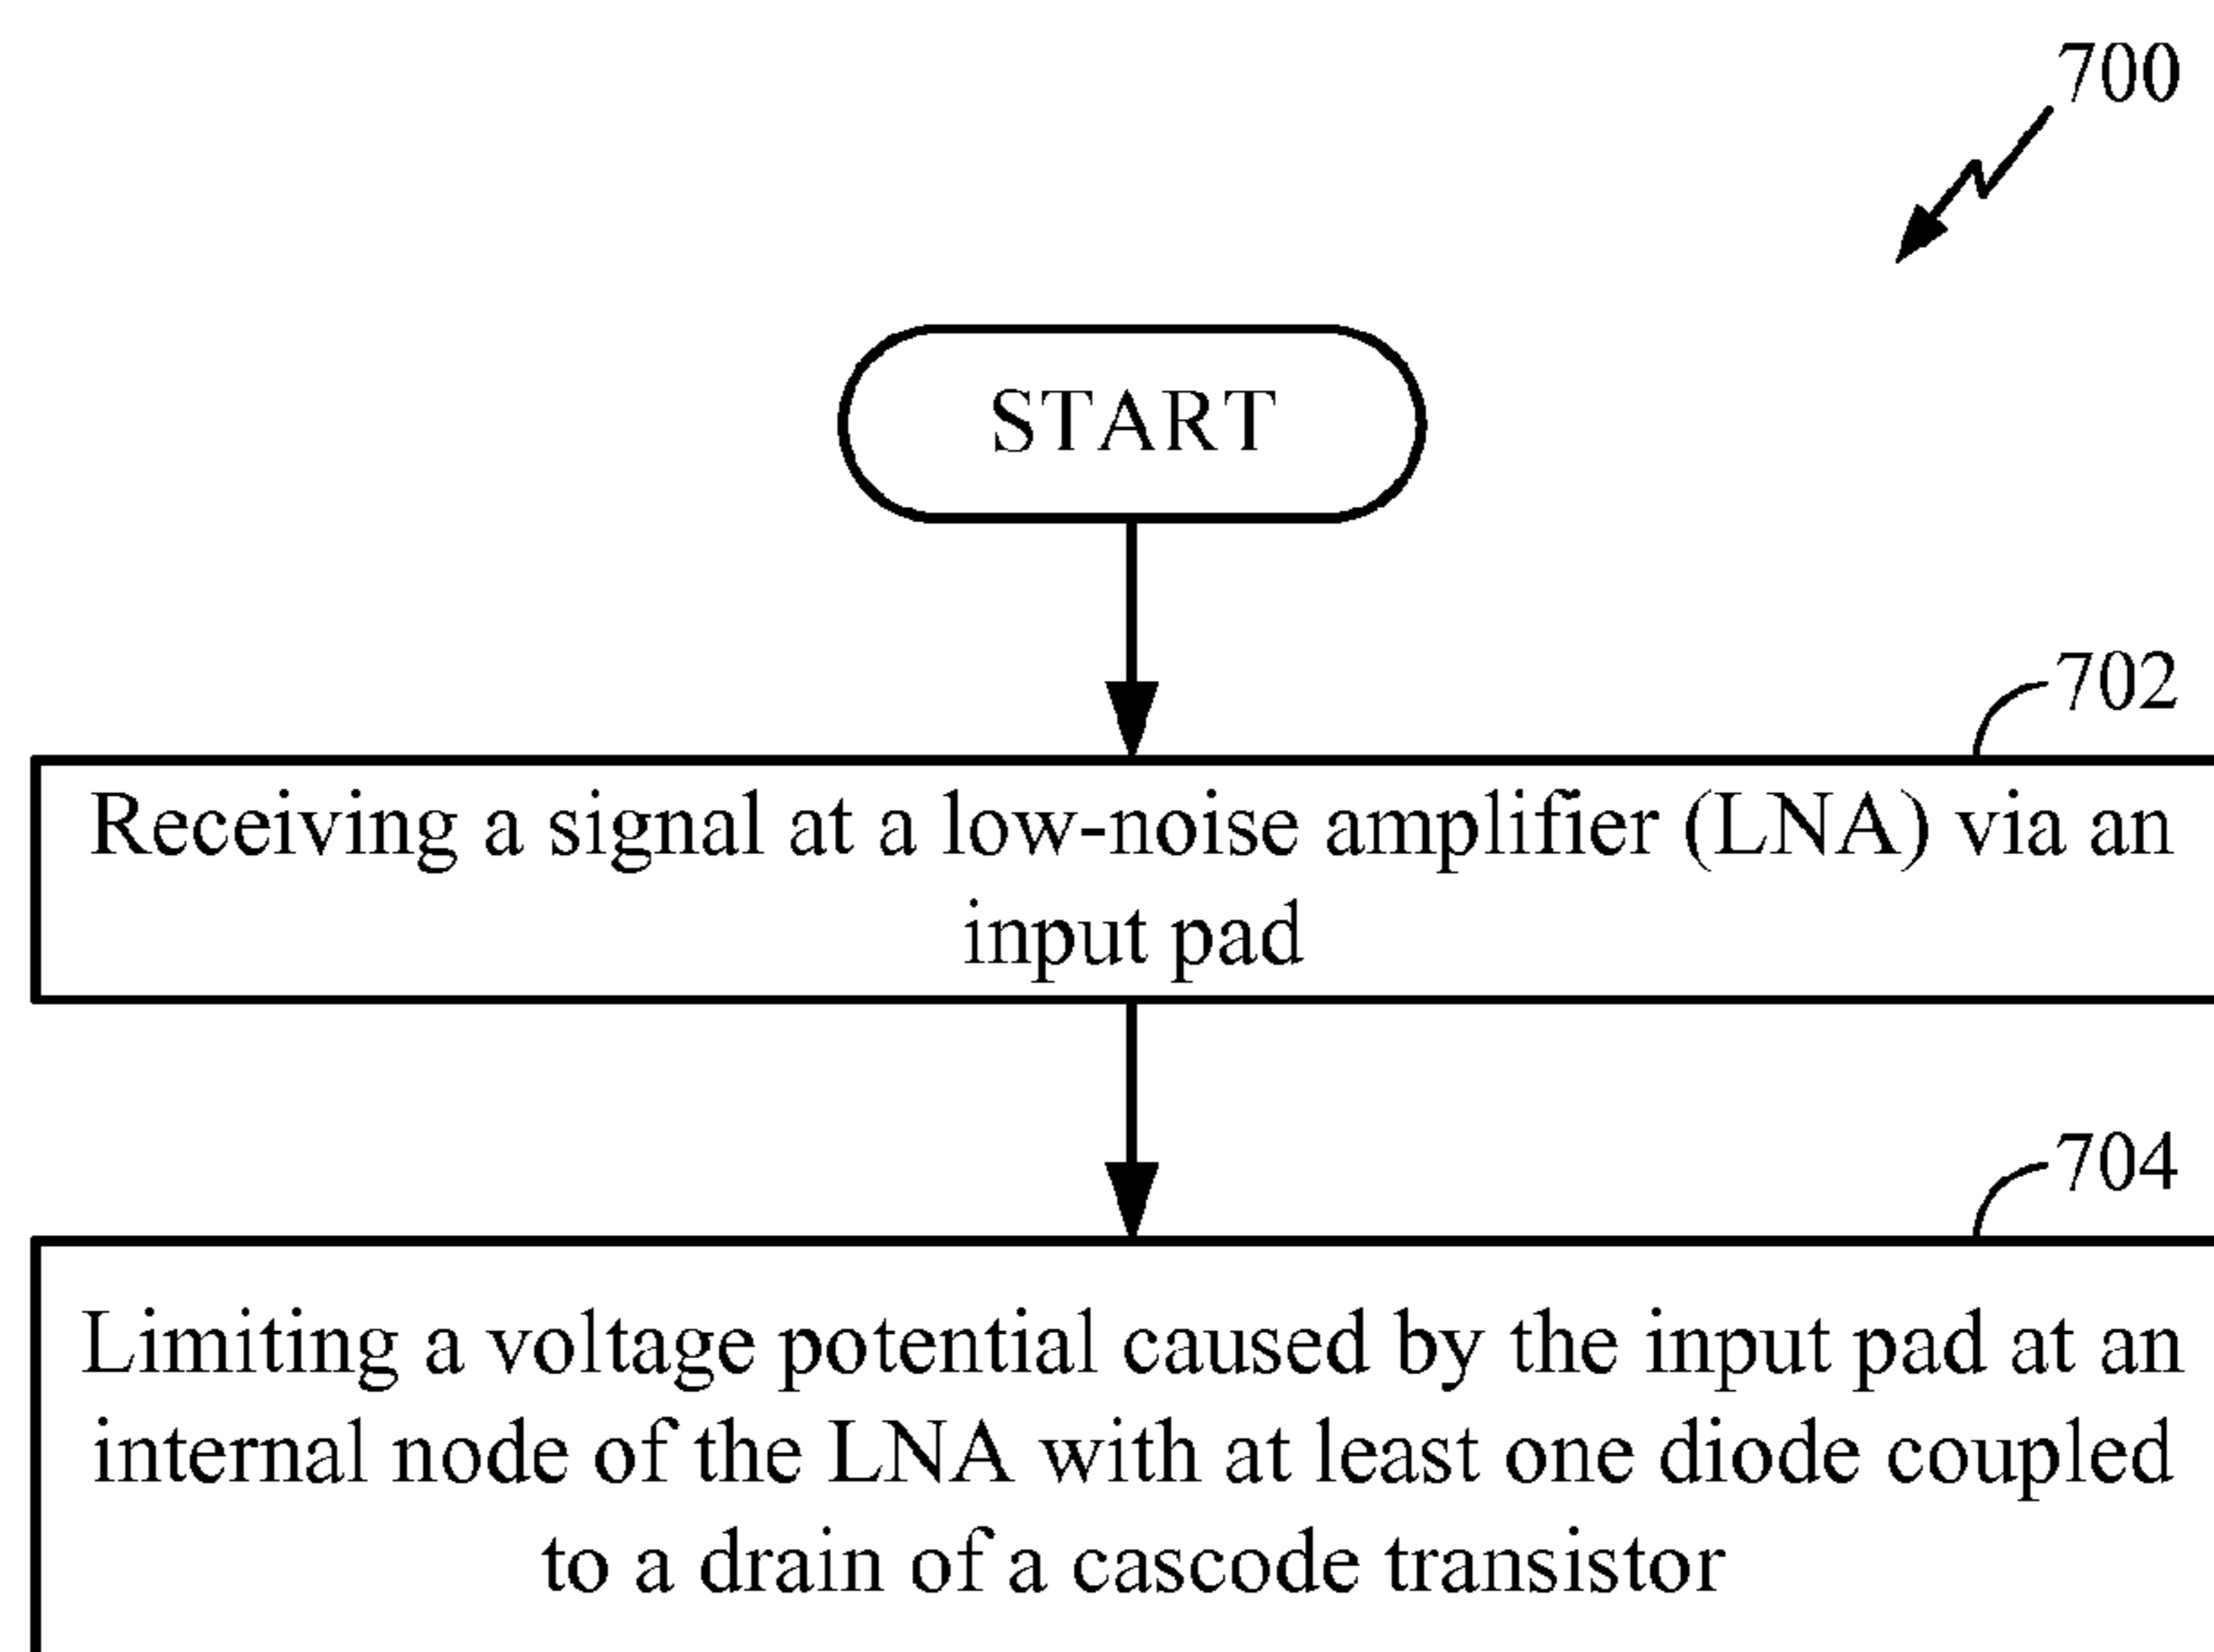 700
START
702
Receiving a signal at a low-noise amplifier (LNA) via an
input pad
704
Limiting a voltage potential caused by the input pad at an
internal node of the LNA with at least one diode coupled
to a drain of a cascode transistor